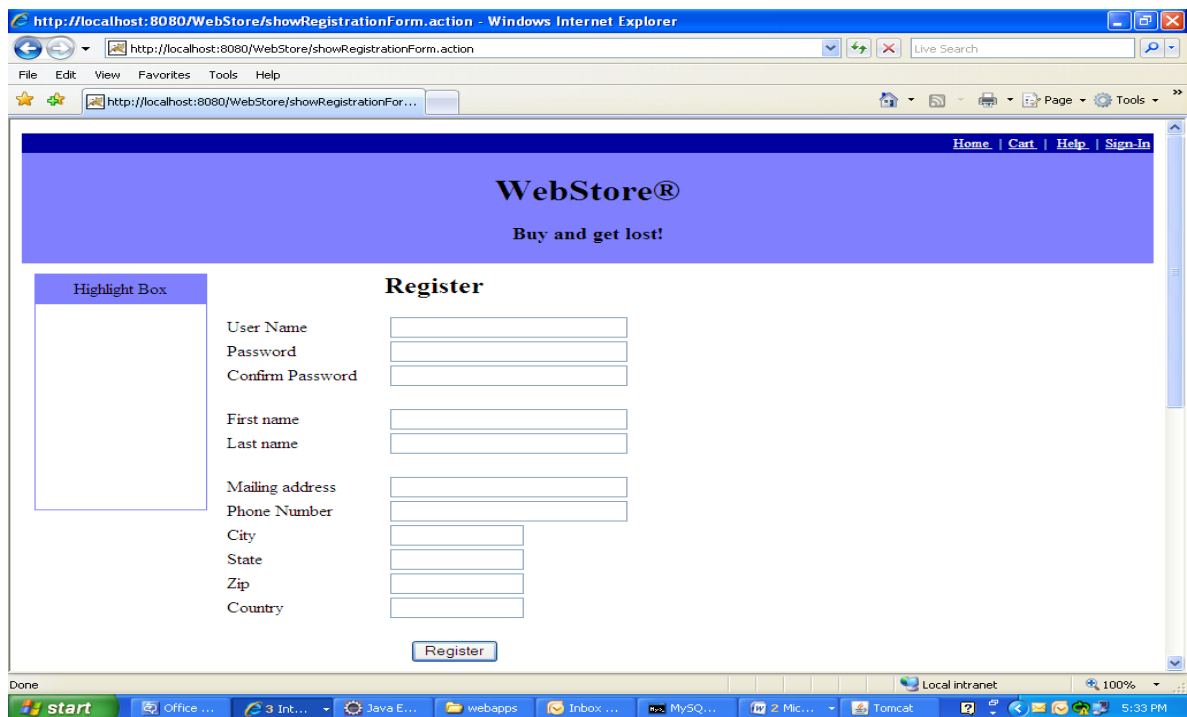 http://localhost:8080/WebStore/showRegistrationForm.action - Windows Internet Explorer
http://localhost:8080/WebStore/showRegistrationForm.action
Live Search
File Edit View Favorites Tools Help
http://localhost:8080/WebStore/showRegistrationFor...
Page Tools
Home | Cart | Help | Sign-In
WebStore®
Buy and get lost!
Highlight Box
Register
User Name
Password
Confirm Password
First name
Last name
Mailing address
Phone Number
City
State
Zip
Country
Register
Done
Local intranet
100%
start
Office ...
3 Int...
Java E...
webapps
Inbox ...
MySQ...
2 Mic...
Tomcat
5:33 PM